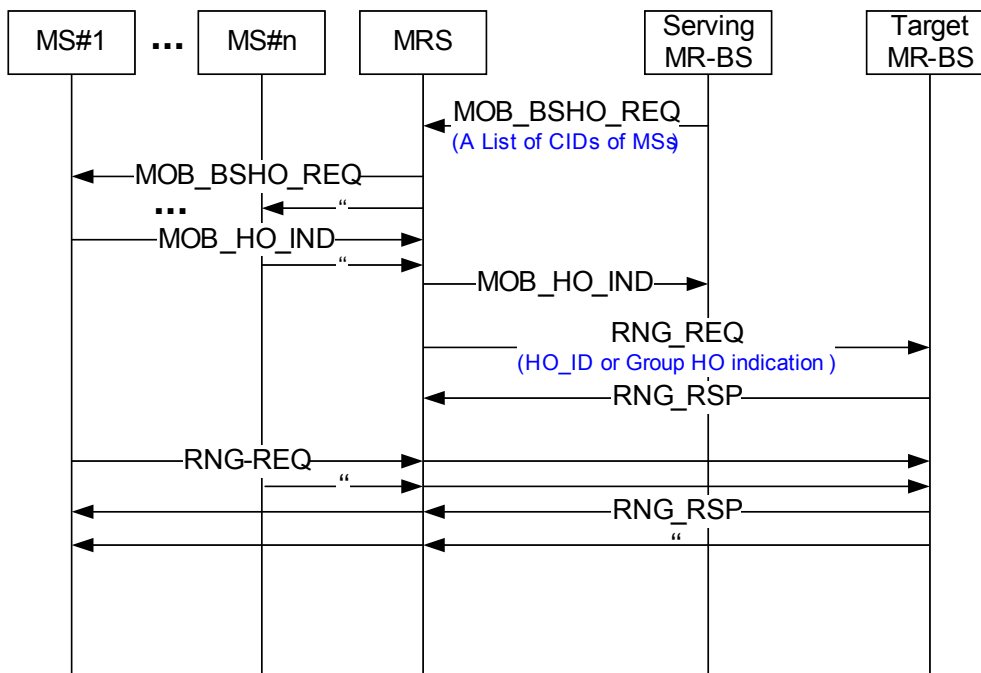 MS#1 ... MS#n MRS Serving MR-BS Target MR-BS
MOB_BSHO_REQ
(A List of CIDs of MSs)
MOB_BSHO_REQ
... “
MOB_HO_IND
“
MOB_HO_IND
RNG_REQ
(HO_ID or Group HO indication )
RNG_RSP
RNG-REQ
“
RNG_RSP
“